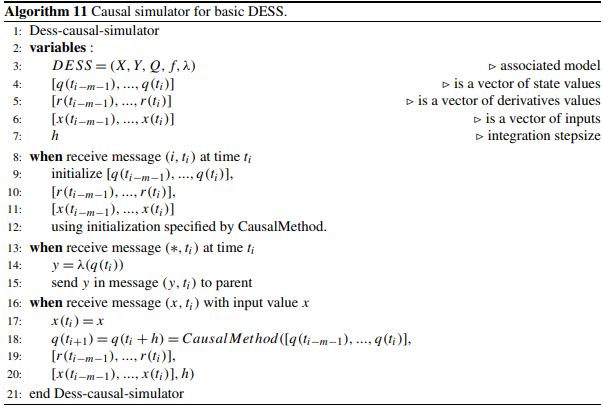 Algorithm 11 Causal simulator for basic DESS.
1: Dess-causal-simulator
2: variables :
3: DESS = (X, Y, Q, f, λ) ▹ associated model
4: [q(t_{i−m−1}), ..., q(t_i)] ▹ is a vector of state values
5: [r(t_{i−m−1}), ..., r(t_i)] ▹ is a vector of derivatives values
6: [x(t_{i−m−1}), ..., x(t_i)] ▹ is a vector of inputs
7: h ▹ integration stepsize
8: when receive message (i, t_i) at time t_i
9: initialize [q(t_{i−m−1}), ..., q(t_i)],
10: [r(t_{i−m−1}), ..., r(t_i)],
11: [x(t_{i−m−1}), ..., x(t_i)]
12: using initialization specified by CausalMethod.
13: when receive message (∗, t_i) at time t_i
14: y = λ(q(t_i))
15: send y in message (y, t_i) to parent
16: when receive message (x, t_i) with input value x
17: x(t_i) = x
18: q(t_{i+1}) = q(t_i + h) = CausalMethod([q(t_{i−m−1}), ..., q(t_i)],
19: [r(t_{i−m−1}), ..., r(t_i)],
20: [x(t_{i−m−1}), ..., x(t_i)], h)
21: end Dess-causal-simulator